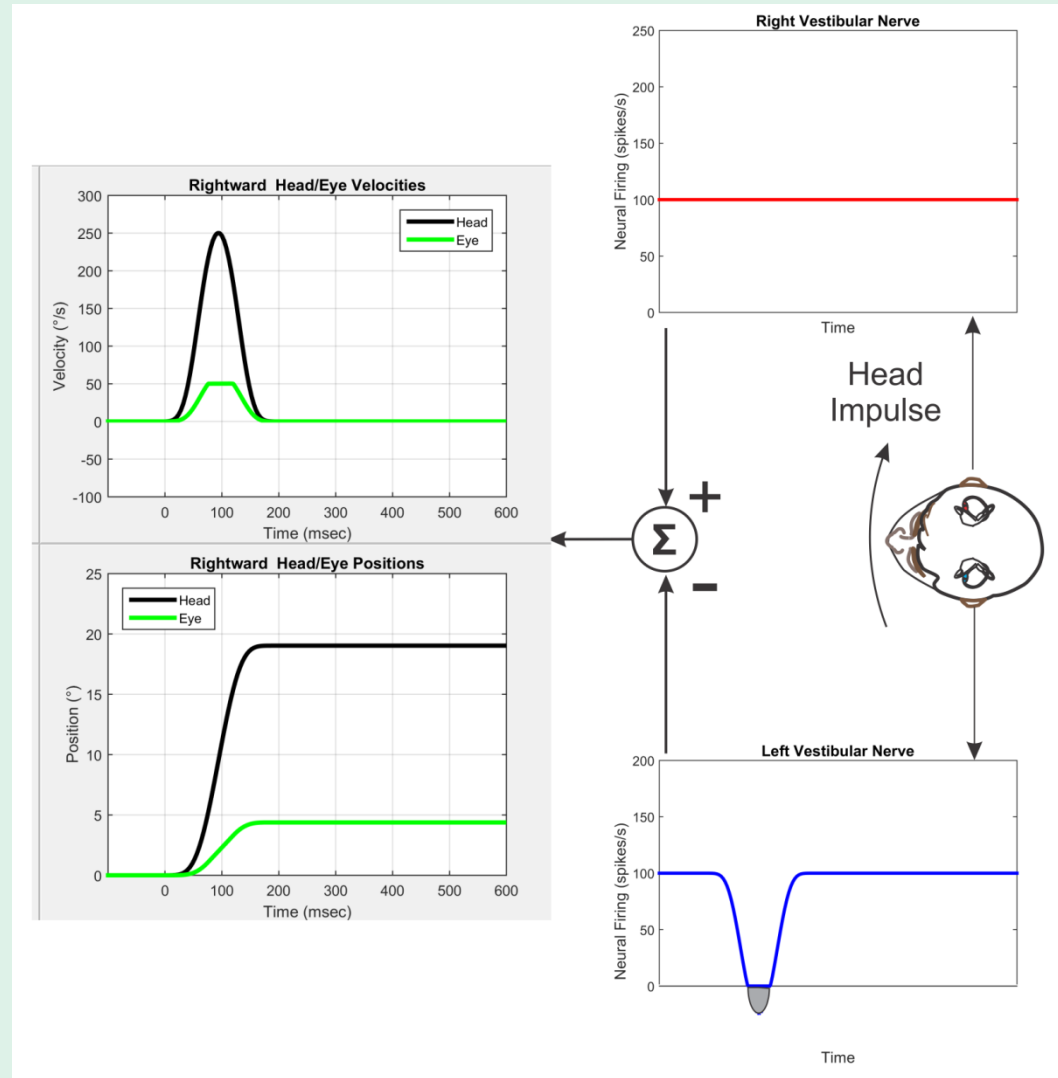 Right Vestibular Nerve
250
200
150
100
50
0
Neural Firing (spikes/s)
Time
Rightward Head/Eye Velocities
300
250
200
150
100
50
0
-50
-100
Velocity (°/s)
Head
Eye
0 100 200 300 400 500 600
Time (msec)
Head
Impulse
+
Σ
-
Rightward Head/Eye Positions
25
20
15
10
5
0
Position (°)
Head
Eye
0 100 200 300 400 500 600
Time (msec)
Left Vestibular Nerve
200
150
100
50
0
Neural Firing (spikes/s)
Time